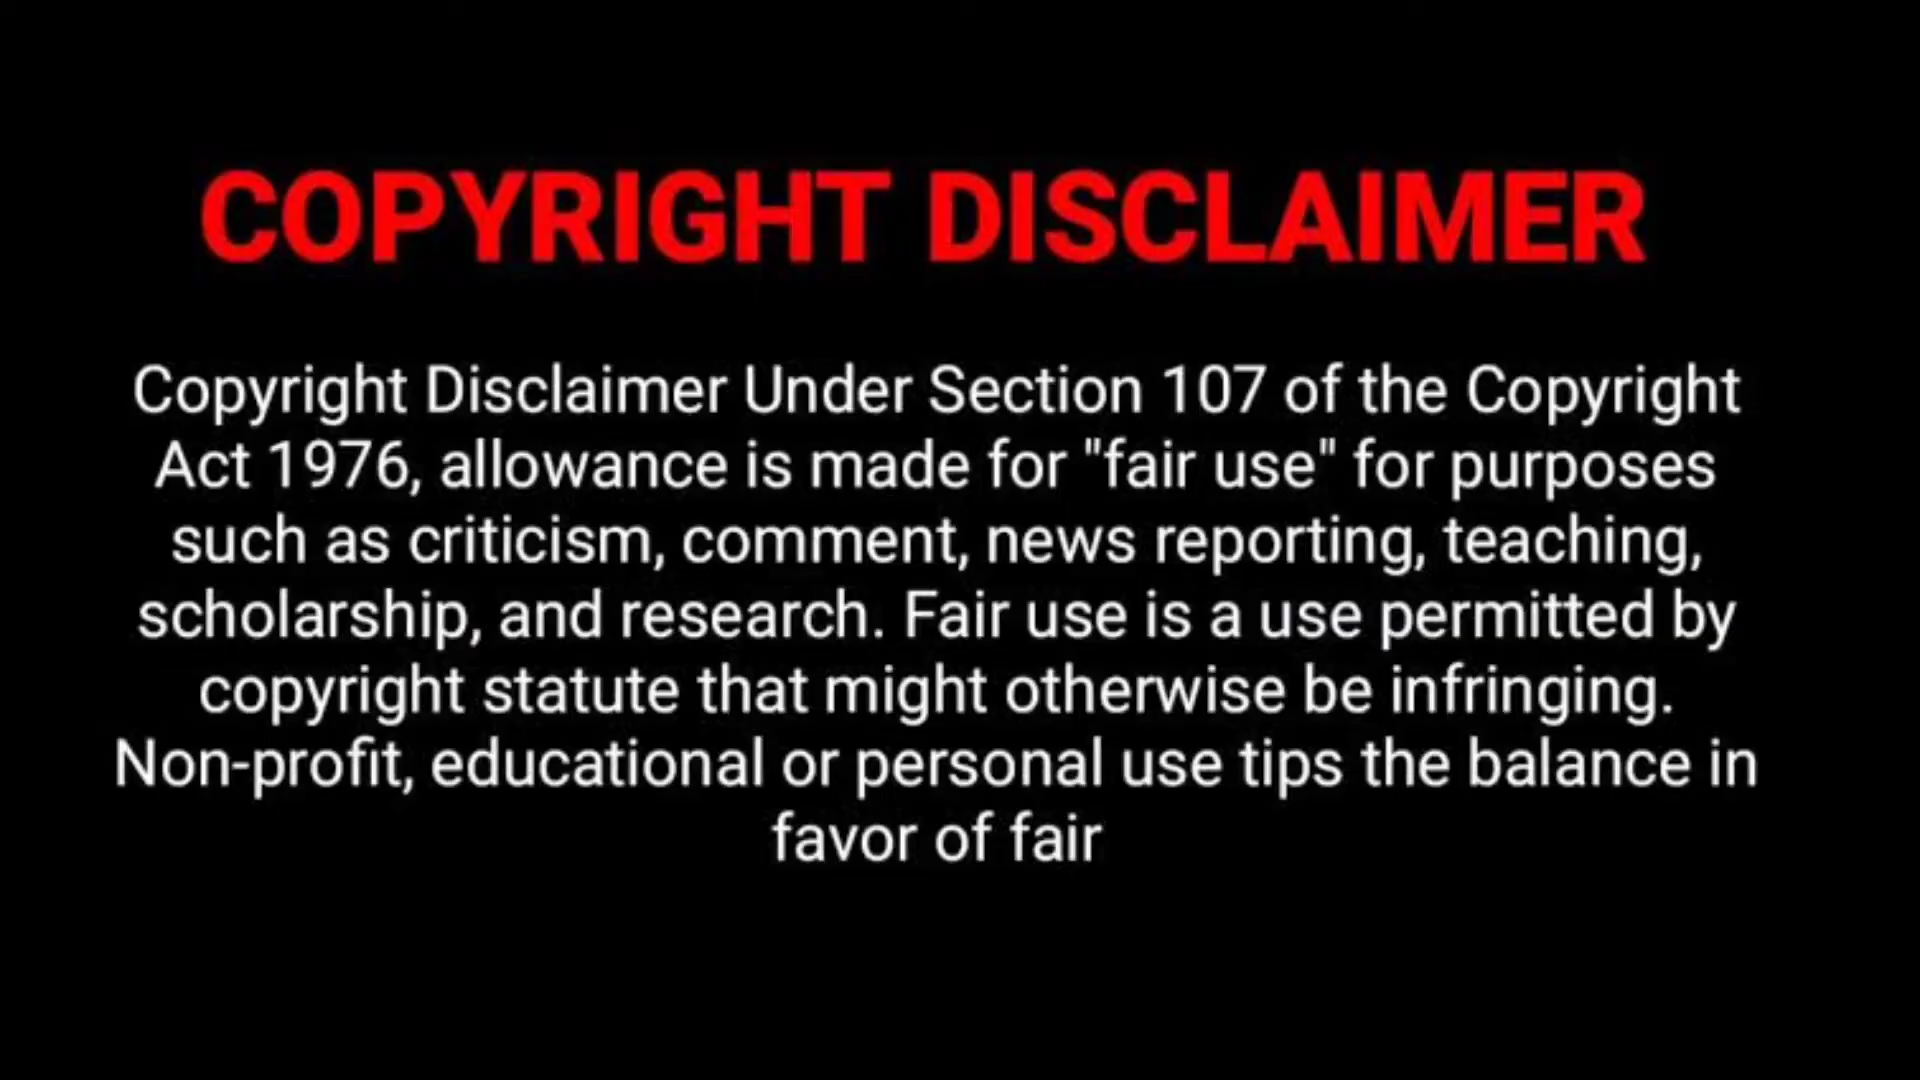 COPYRIGHT DISCLAIMER
Copyright Disclaimer Under Section 107 of the Copyright
Act 1976, allowance is made for "fair use" for purposes
such as criticism, comment, news reporting, teaching,
scholarship, and research. Fair use is a use permitted by
copyright statute that might otherwise be infringing.
Non-profit, educational or personal use tips the balance in
favor of fair